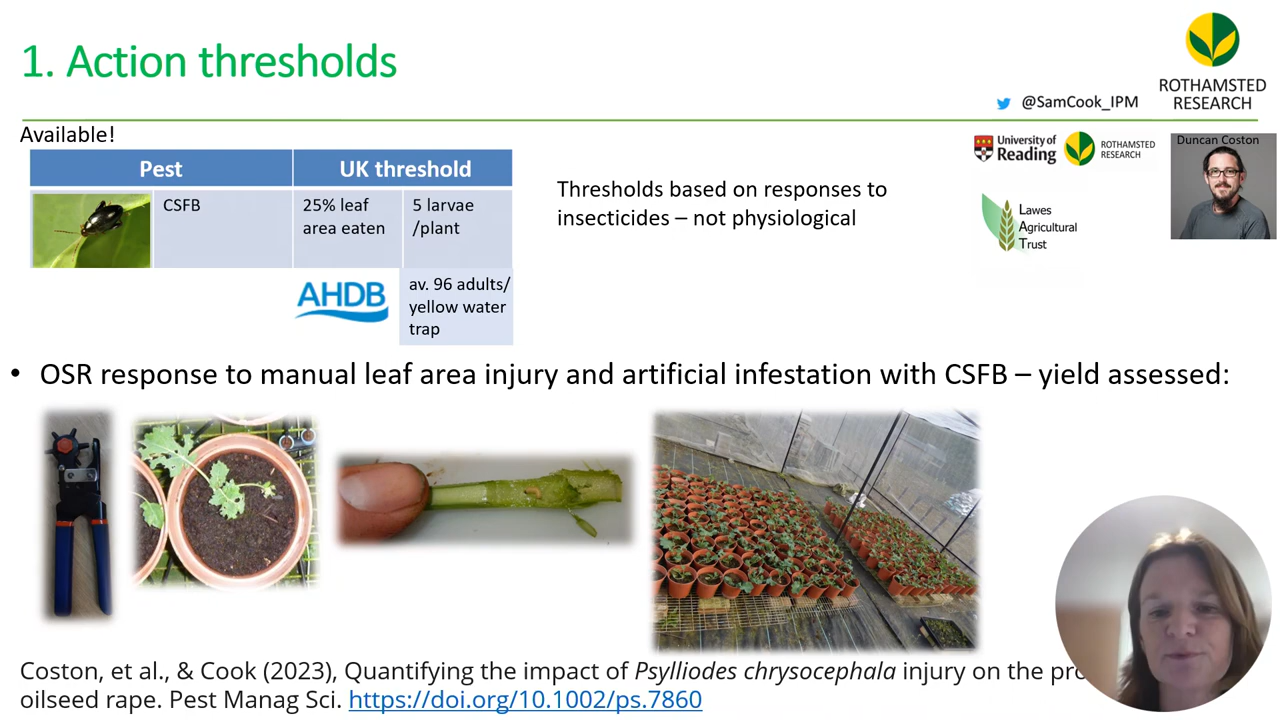 1. Action thresholds
@SamCook_IPM
ROTHAMSTED
RESEARCH
Available!
Pest
UK threshold
CSFB
25% leaf
area eaten
5 larvae
/plant
AHDB
av. 96 adults/
yellow water
trap
Thresholds based on responses to
insecticides – not physiological
University of
Reading
ROTHAMSTED
RESEARCH
Duncan Coston
Lawes
Agricultural
Trust
• OSR response to manual leaf area injury and artificial infestation with CSFB – yield assessed:
Coston, et al., & Cook (2023), Quantifying the impact of Psylliodes chrysocephala injury on the
oilseed rape. Pest Manag Sci. https://doi.org/10.1002/ps.7860